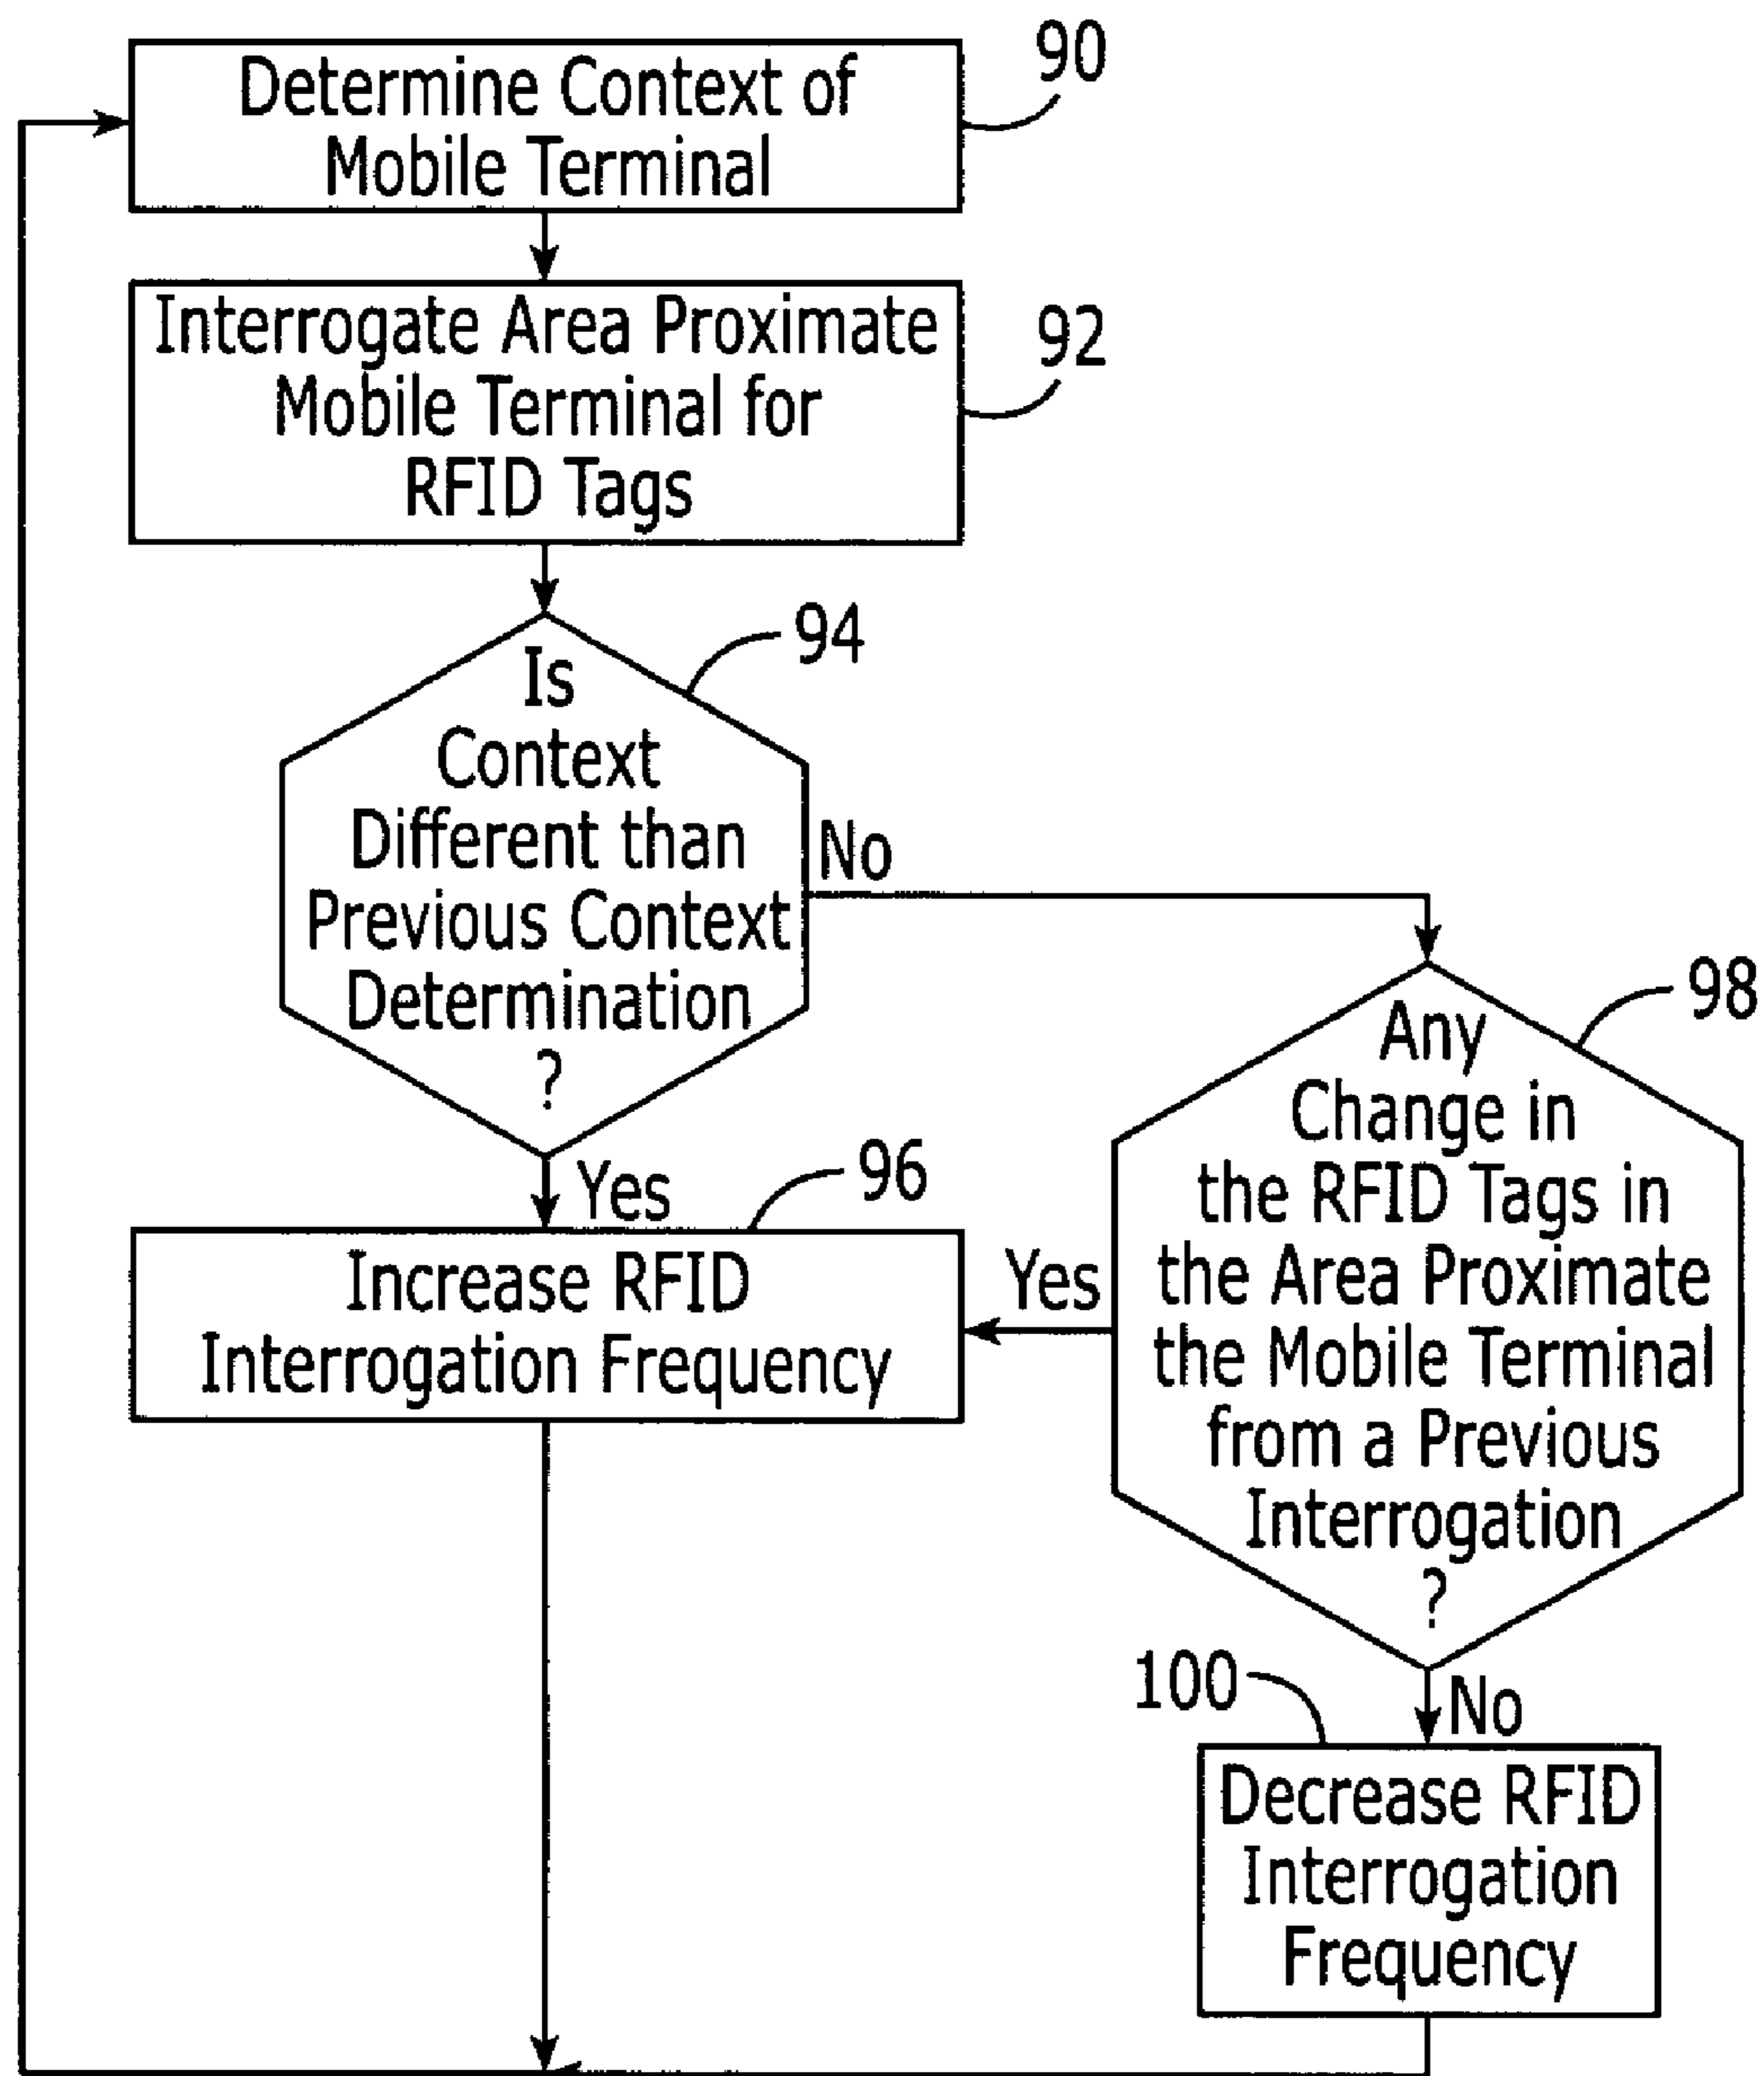 Determine Context of
Mobile Terminal
90
Interrogate Area Proximate
Mobile Terminal for
RFID Tags
92
94
Is
Context
Different than
Previous Context
Determination
?
No
Yes
98
Any
Change in
the RFID Tags in
the Area Proximate
the Mobile Terminal
from a Previous
Interrogation
?
Yes
96
Increase RFID
Interrogation Frequency
No
100
Decrease RFID
Interrogation
Frequency